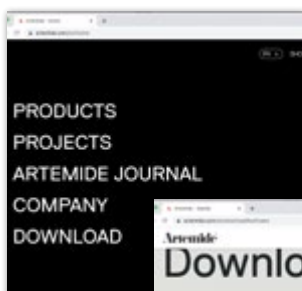 PRODUCTS
PROJECTS
ARTEMIDE JOURNAL
COMPANY
DOWNLOAD
Artemide
Downlo